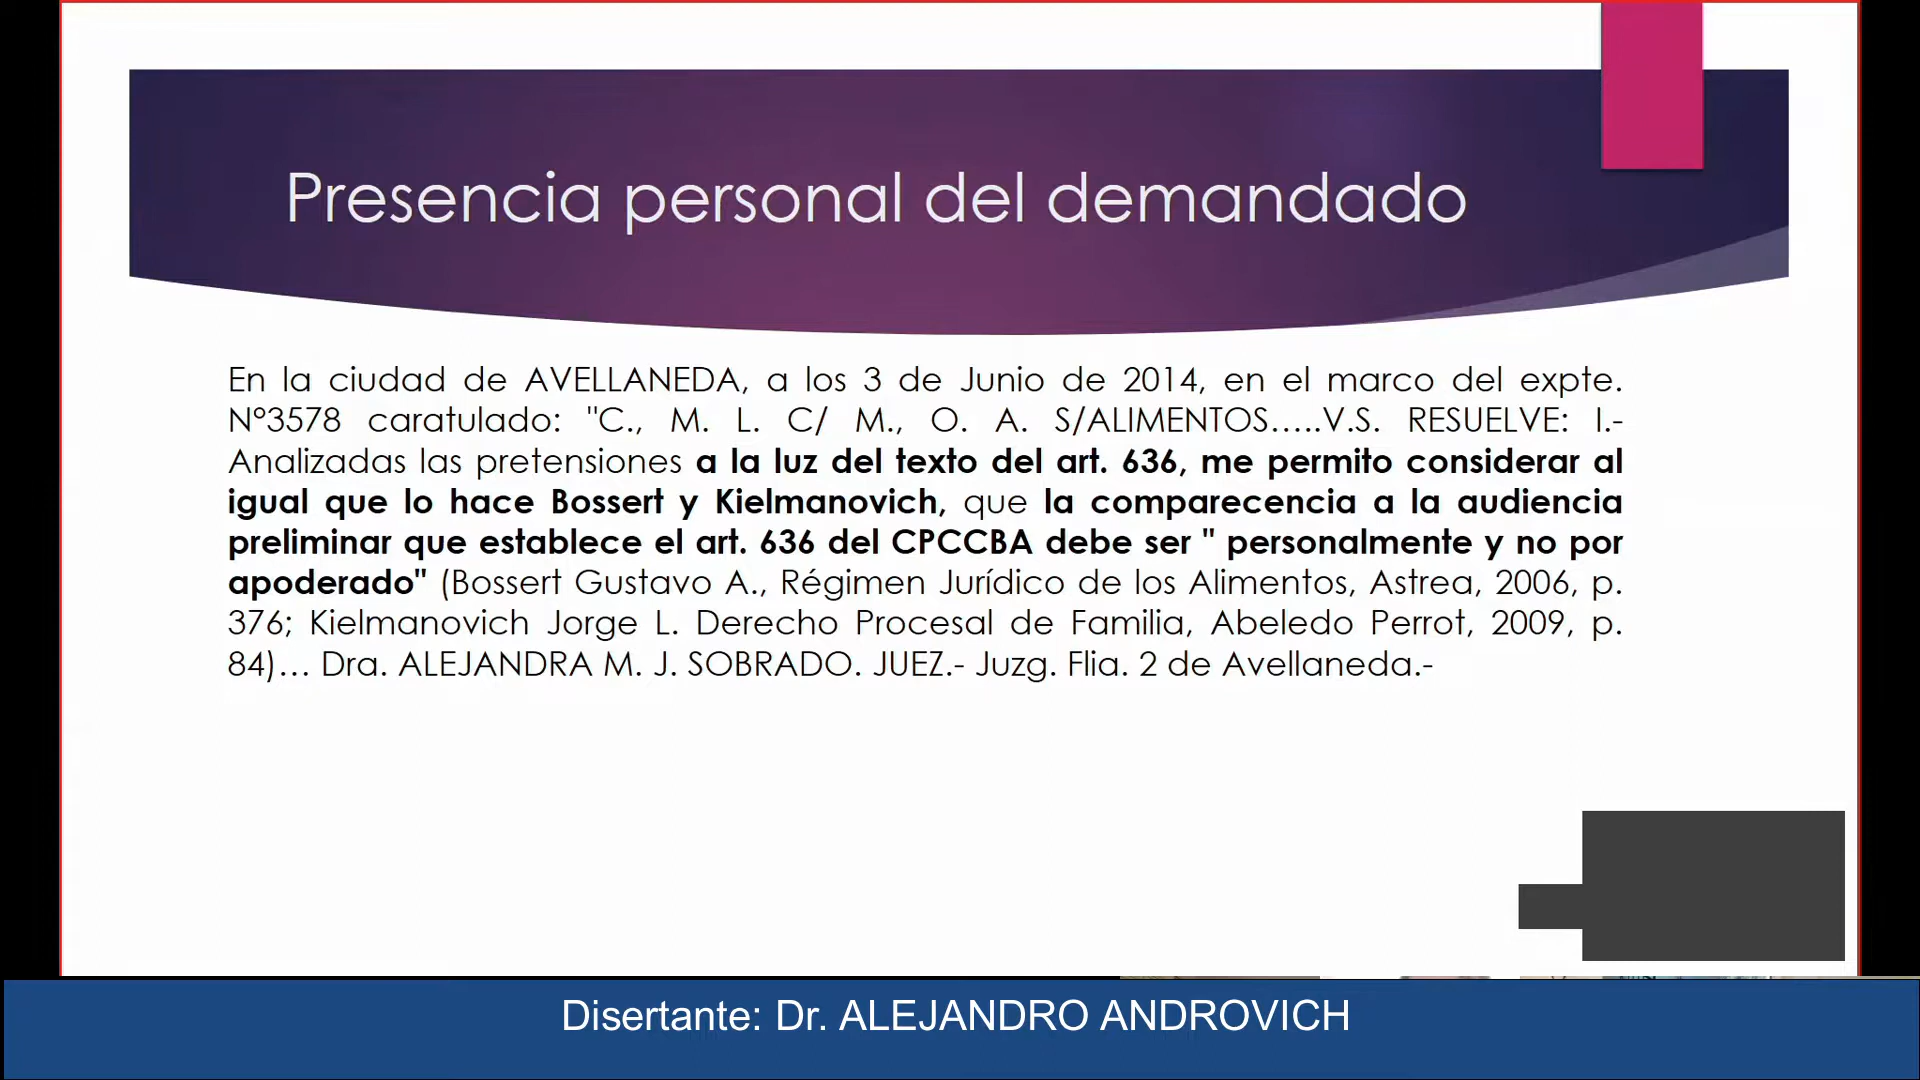 Presencia personal del demandado
En la ciudad de AVELLANEDA, a los 3 de Junio de 2014, en el marco del expte.
N°3578 caratulado: "C., M. L. C/ M., O. A. S/ALIMENTOS…..V.S. RESUELVE: I.-
Analizadas las pretensiones a la luz del texto del art. 636, me permito considerar al
igual que lo hace Bossert y Kielmanovich, que la comparecencia a la audiencia
preliminar que establece el art. 636 del CPCCBA debe ser " personalmente y no por
apoderado" (Bossert Gustavo A., Régimen Jurídico de los Alimentos, Astrea, 2006, p.
376; Kielmanovich Jorge L. Derecho Procesal de Familia, Abeledo Perrot, 2009, p.
84)… Dra. ALEJANDRA M. J. SOBRADO. JUEZ.- Juzg. Flia. 2 de Avellaneda.-
Disertante: Dr. ALEJANDRO ANDROVICH